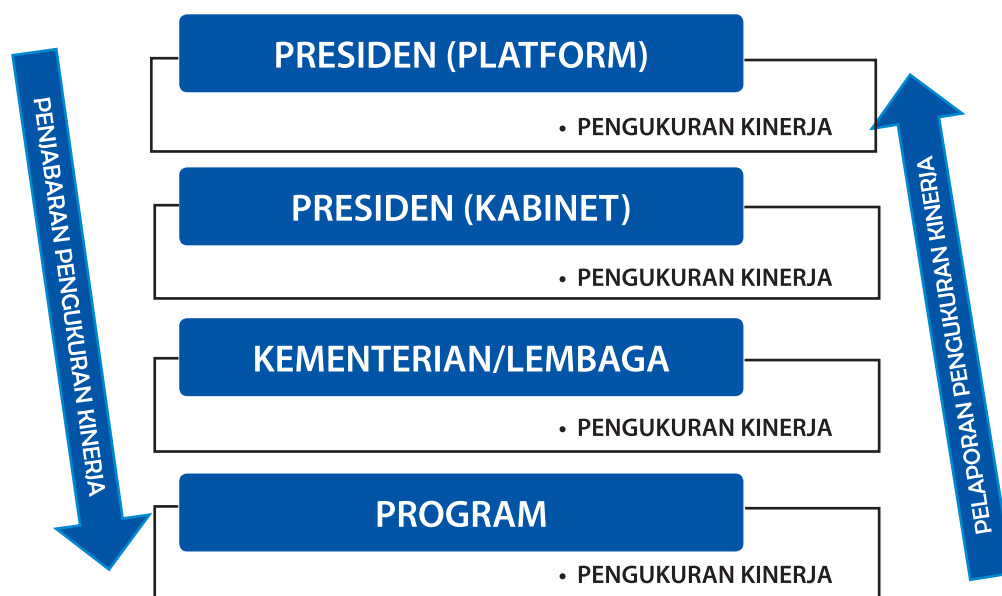 PRESIDEN (PLATFORM)
• PENGUKURAN KINERJA
PRESIDEN (KABINET)
• PENGUKURAN KINERJA
KEMENTERIAN/LEMBAGA
• PENGUKURAN KINERJA
PROGRAM
• PENGUKURAN KINERJA
PENJABARAN PENGUKURAN KINERJA
PELAPORAN PENGUKURAN KINERJA